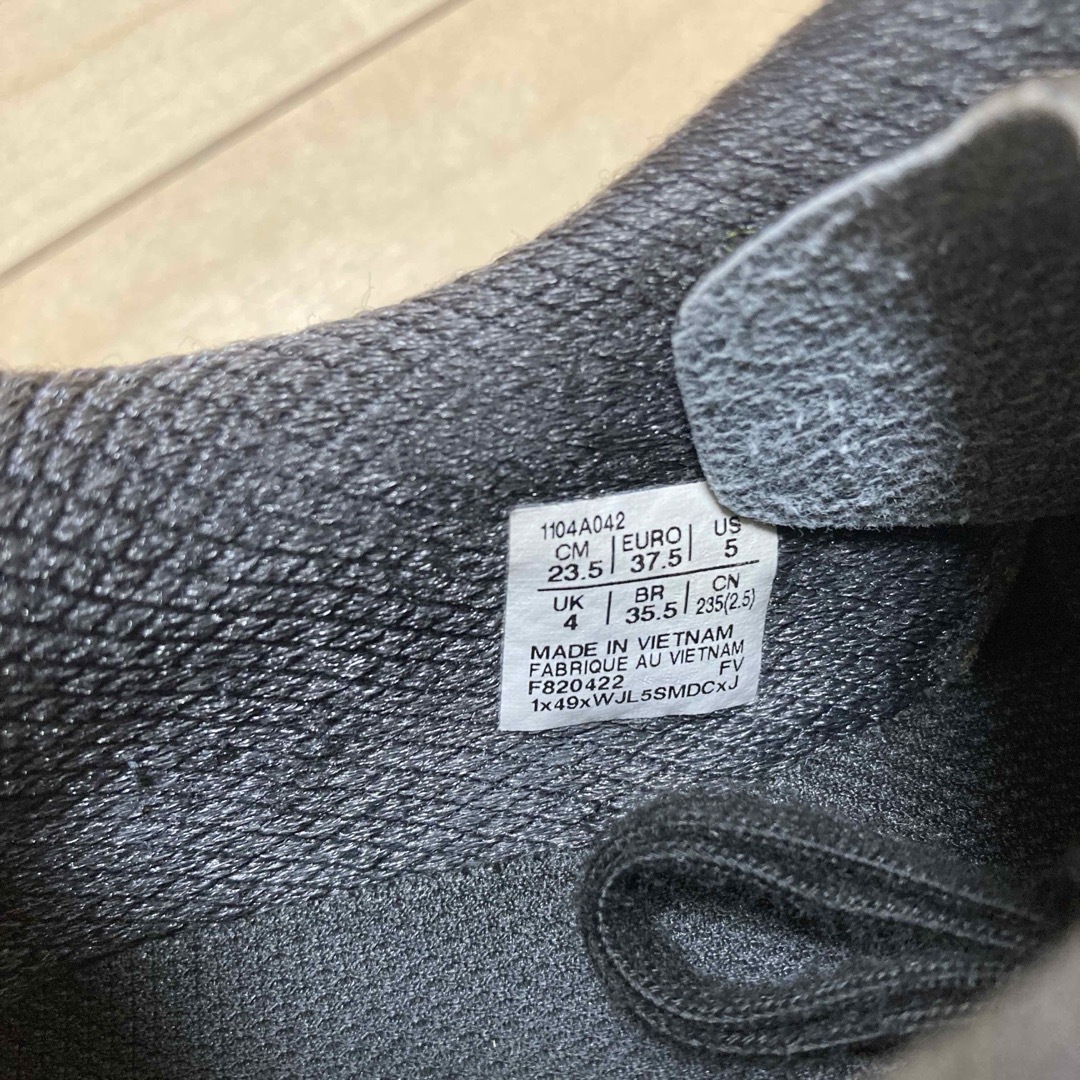 1104A042
CM | EURO | US
23.5 | 37.5 | 5
UK | BR | CN
4 | 35.5 | 235(2.5)
MADE IN VIETNAM
FABRIQUE AU VIETNAM
F820422 FV
1x49xWJL5SMDCxJ